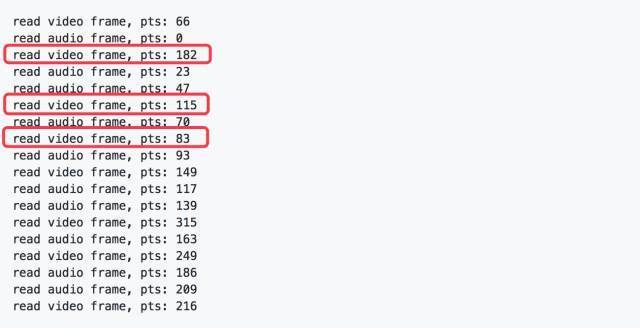 read video frame, pts: 66
read audio frame, pts: 0
read video frame, pts: 182
read audio frame, pts: 23
read audio frame, pts: 47
read video frame, pts: 115
read audio frame, pts: 70
read video frame, pts: 83
read audio frame, pts: 93
read video frame, pts: 149
read audio frame, pts: 117
read audio frame, pts: 139
read video frame, pts: 315
read audio frame, pts: 163
read video frame, pts: 249
read audio frame, pts: 186
read audio frame, pts: 209
read video frame, pts: 216